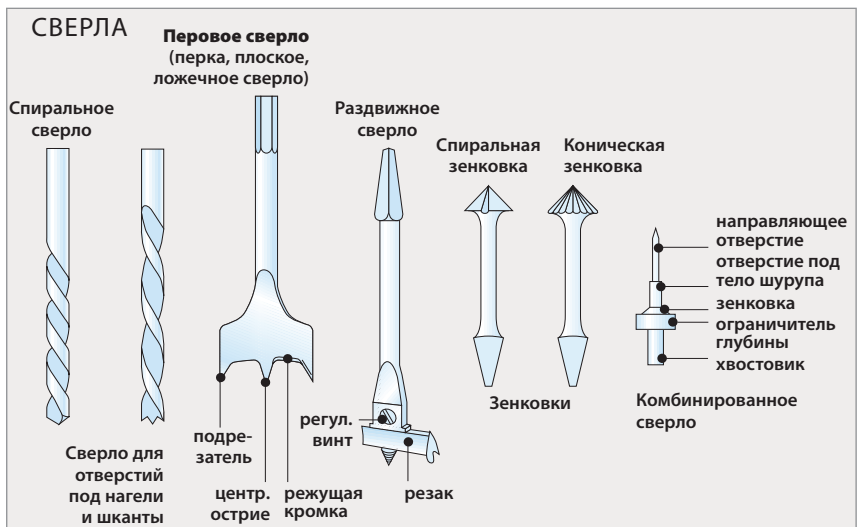 СВЕРЛА
Перовое сверло
(перка, плоское,
ложечное сверло)
Спиральное
сверло
Раздвижное
сверло
Спиральная
зенковка
Коническая
зенковка
направляющее
отверстие
отверстие под
тело шурупа
зенковка
ограничитель
глубины
хвостовик
Зенковки
Комбинированное
сверло
Сверло для
отверстий
под нагели
и шканты
подре-
затель
центр.
острие
режущая
кромка
регул.
винт
резак